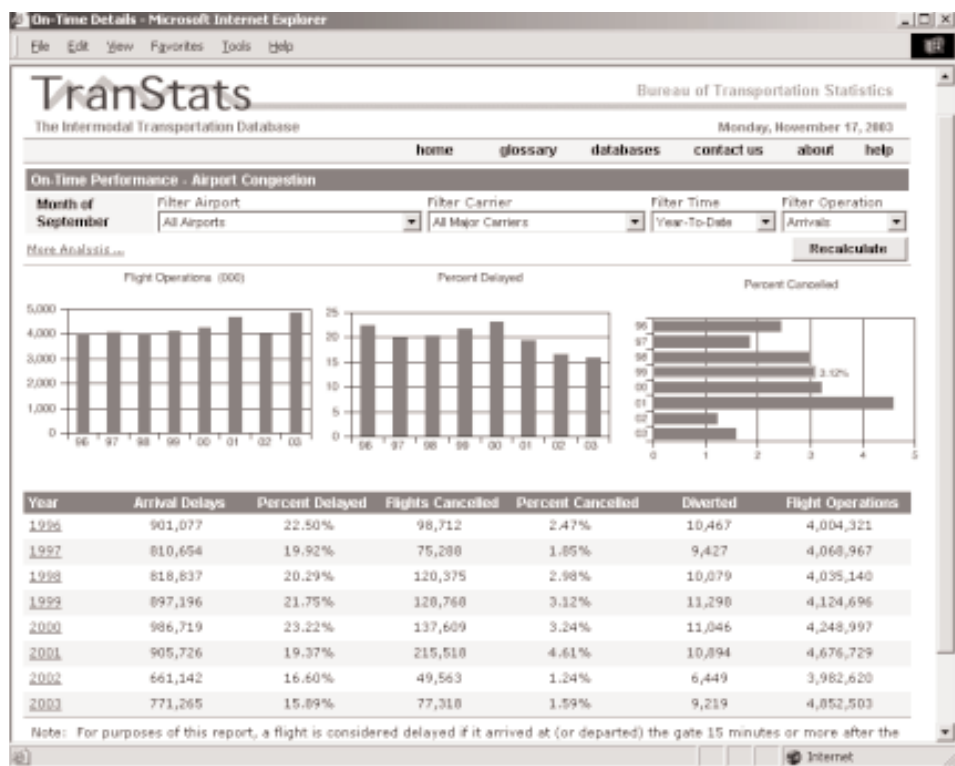 On-Time Details - Microsoft Internet Explorer
File Edit View Favorites Tools Help
TranStats
Bureau of Transportation Statistics
The Intermodal Transportation Database
Monday, November 17, 2003
home glossary databases contact us about help
On-Time Performance - Airport Congestion
Month of September
Filter Airport Filter Carrier Filter Time Filter Operation
All Airports All Major Carriers Year-To-Date Arrivals
More Analysis...
Recalculate
Flight Operations (000)
5,000
4,000
3,000
2,000
1,000
0
96 97 98 99 00 01 02 03
Percent Delayed
25
20
15
10
5
0
96 97 98 99 00 01 02 03
Percent Cancelled
96
97
98
99 3.12%
00
01
02
03
0 1 2 3 4 5
Year Arrival Delays Percent Delayed Flights Cancelled Percent Cancelled Diverted Flight Operations
1996 901,077 22.50% 98,712 2.47% 10,467 4,004,321
1997 810,654 19.92% 75,288 1.85% 9,427 4,068,967
1998 818,837 20.29% 120,375 2.98% 10,079 4,035,140
1999 897,196 21.75% 128,768 3.12% 11,298 4,124,696
2000 986,719 23.22% 137,609 3.24% 11,046 4,248,997
2001 905,726 19.37% 215,518 4.61% 10,894 4,676,729
2002 661,142 16.60% 49,563 1.24% 6,449 3,982,620
2003 771,265 15.89% 77,318 1.59% 9,219 4,852,503
Note: For purposes of this report, a flight is considered delayed if it arrived at (or departed) the gate 15 minutes or more after the
Internet